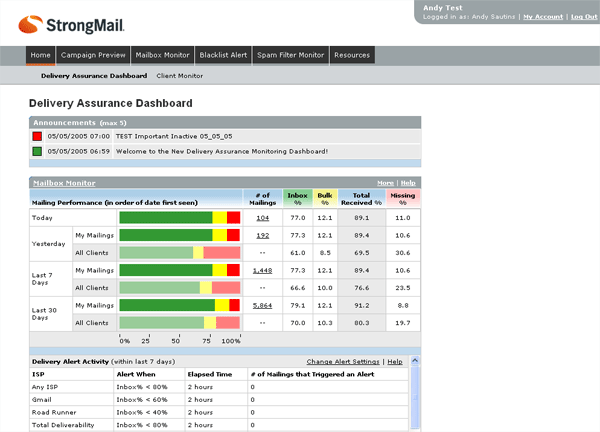 Andy Test
StrongMail
Logged in as: Andy Sautins | My Account | Log Out
Home Campaign Preview Mailbox Monitor Blacklist Alert Spam Filter Monitor Resources
Delivery Assurance Dashboard Client Monitor
Delivery Assurance Dashboard
Announcements (max 5)
05/05/2005 07:00 TEST Important Inactive 05_05_05
05/05/2005 06:59 Welcome to the New Delivery Assurance Monitoring Dashboard!
Mailbox Monitor More | Help
Mailing Performance (in order of date first seen) # of Mailings Inbox % Bulk % Total Received % Missing %
Today 104 77.0 12.1 89.1 11.0
Yesterday My Mailings 192 77.3 12.1 89.4 10.6
All Clients -- 61.0 8.5 69.5 30.6
Last 7 Days My Mailings 1,448 77.3 12.1 89.4 10.6
All Clients -- 66.6 10.0 76.6 23.5
Last 30 Days My Mailings 5,864 79.1 12.1 91.2 8.8
All Clients -- 70.0 10.3 80.3 19.7
0% 25 50 75 100%
Delivery Alert Activity (within last 7 days) Change Alert Settings | Help
ISP Alert When Elapsed Time # of Mailings that Triggered an Alert
Any ISP Inbox% < 80% 2 hours 0
Gmail Inbox% < 60% 2 hours 0
Road Runner Inbox% < 40% 2 hours 0
Total Deliverability Inbox% < 80% 2 hours 0